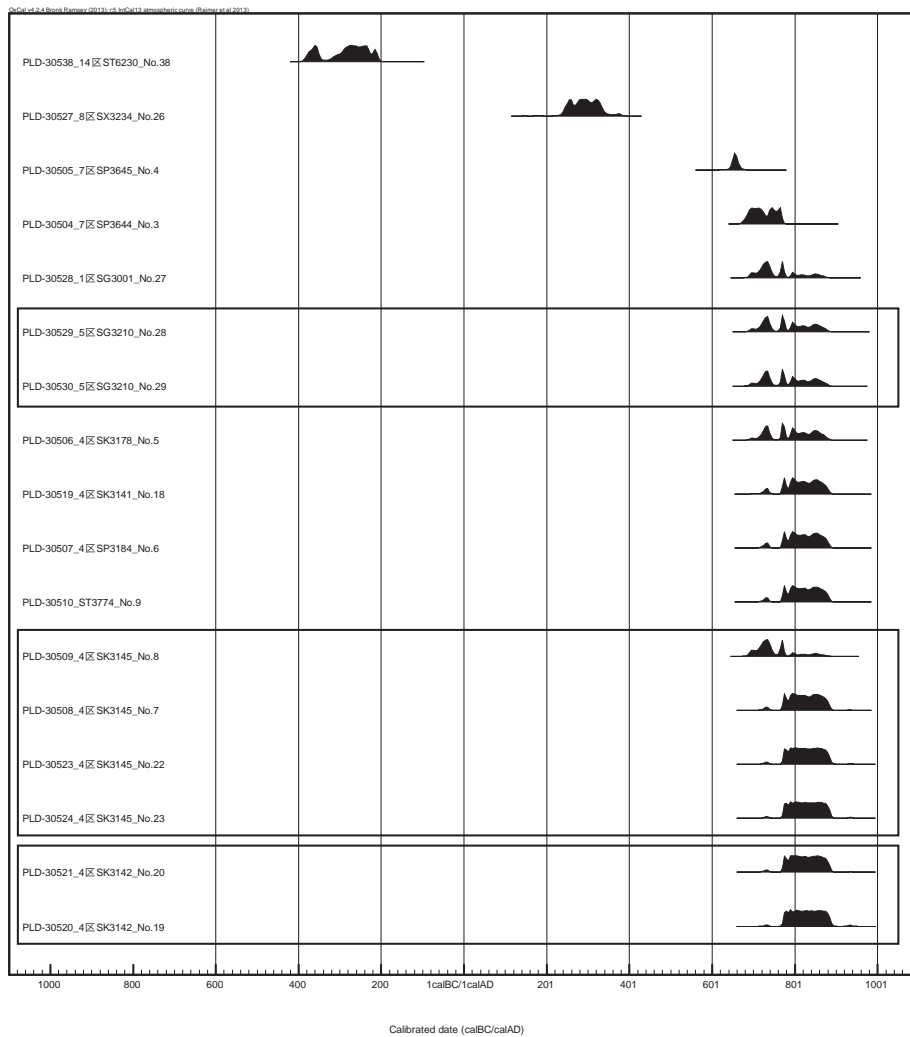 OxCal v4.2.4 Bronk Ramsey (2013); r:5 IntCal13 atmospheric curve (Reimer et al 2013)
PLD-30538_14区ST6230_No.38
PLD-30527_8区SX3234_No.26
PLD-30505_7区SP3645_No.4
PLD-30504_7区SP3644_No.3
PLD-30528_1区SG3001_No.27
PLD-30529_5区SG3210_No.28
PLD-30530_5区SG3210_No.29
PLD-30506_4区SK3178_No.5
PLD-30519_4区SK3141_No.18
PLD-30507_4区SP3184_No.6
PLD-30510_ST3774_No.9
PLD-30509_4区SK3145_No.8
PLD-30508_4区SK3145_No.7
PLD-30523_4区SK3145_No.22
PLD-30524_4区SK3145_No.23
PLD-30521_4区SK3142_No.20
PLD-30520_4区SK3142_No.19
1000 800 600 400 200 1calBC/1calAD 201 401 601 801 1001
Calibrated date (calBC/calAD)